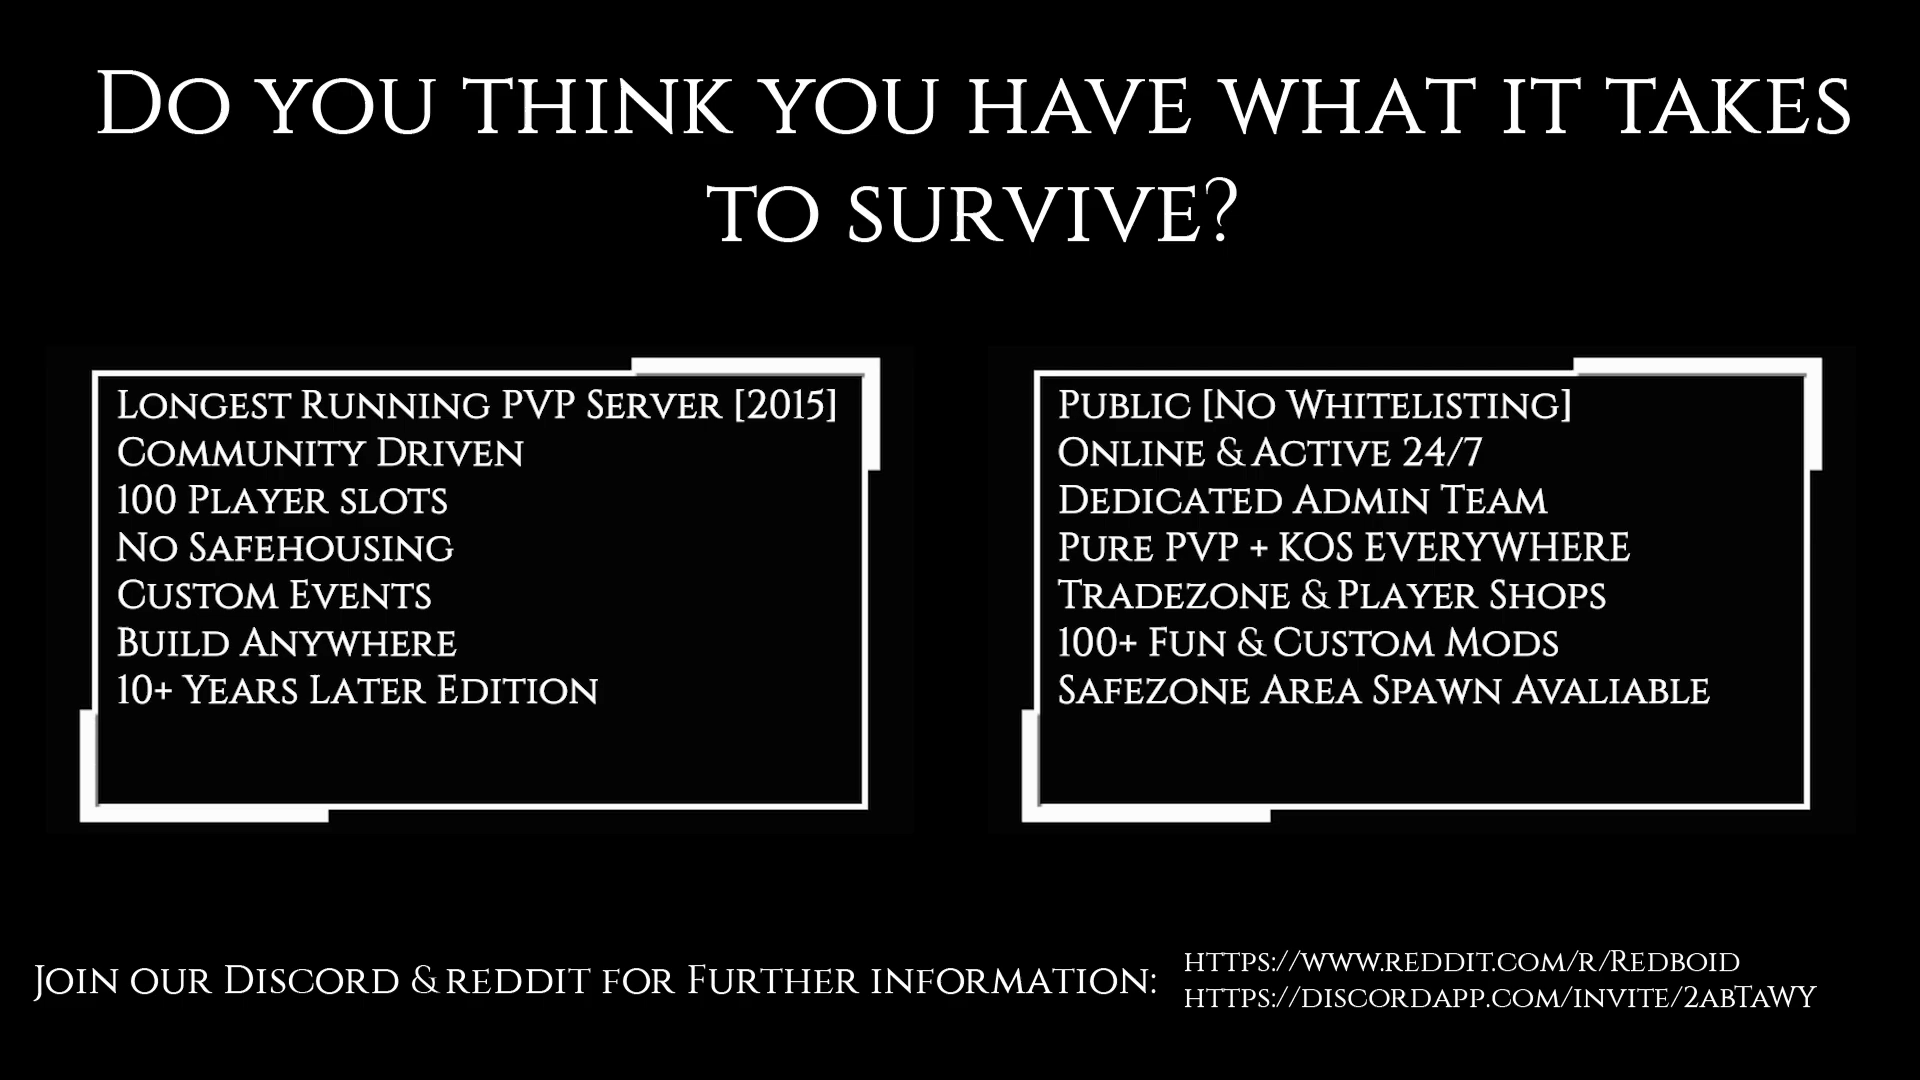 Do you think you have what it takes
to survive?
Longest Running PVP Server [2015]
Community Driven
100 Player slots
No Safehousing
Custom Events
Build Anywhere
10+ Years Later Edition
Public [No Whitelisting]
Online & Active 24/7
Dedicated Admin Team
Pure PVP + KOS EVERYWHERE
Tradezone & Player Shops
100+ Fun & Custom Mods
Safezone Area Spawn Avaliable
Join our Discord & reddit for Further information:
https://www.reddit.com/r/Redboid
https://discordapp.com/invite/2abTaWY